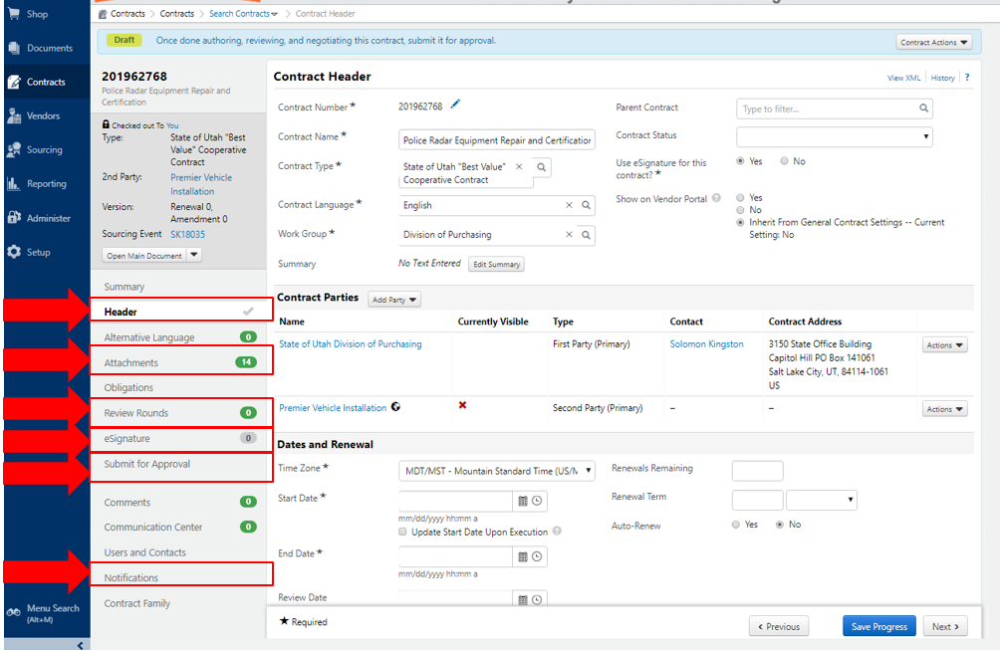 Shop
Documents
Contracts
Vendors
Sourcing
Reporting
Administer
Setup
Menu Search
(Alt+M)
Contracts > Contracts > Search Contracts > Contract Header
Draft
Once done authoring, reviewing, and negotiating this contract, submit it for approval.
Contract Actions
201962768
Police Radar Equipment Repair and
Certification
Checked out To You
Type: State of Utah "Best
Value" Cooperative
Contract
2nd Party: Premier Vehicle
Installation
Version: Renewal 0,
Amendment 0
Sourcing Event SK18035
Open Main Document
Summary
Header
Alternative Language 0
Attachments 14
Obligations
Review Rounds 0
eSignature 0
Submit for Approval
Comments 0
Communication Center 0
Users and Contacts
Notifications
Contract Family
Contract Header
View XML History ?
Contract Number ★ 201962768
Contract Name ★ Police Radar Equipment Repair and Certification
Contract Type ★ State of Utah "Best Value" ×
Cooperative Contract
Contract Language ★ English ×
Work Group ★ Division of Purchasing ×
Summary No Text Entered Edit Summary
Parent Contract Type to filter...
Contract Status
Use eSignature for this
contract? ★ Yes No
Show on Vendor Portal ? Yes
No
Inherit From General Contract Settings -- Current
Setting: No
Contract Parties Add Party
Name Currently Visible Type Contact Contract Address
State of Utah Division of Purchasing First Party (Primary) Solomon Kingston 3150 State Office Building Actions
Capitol Hill PO Box 141061
Salt Lake City, UT, 84114-1061
US
Premier Vehicle Installation Second Party (Primary) – – Actions
Dates and Renewal
Time Zone ★ MDT/MST - Mountain Standard Time (US/M
Start Date ★
mm/dd/yyyy hh:mm a
Update Start Date Upon Execution ?
End Date ★
mm/dd/yyyy hh:mm a
Review Date
Renewals Remaining
Renewal Term
Auto-Renew Yes No
★ Required
< Previous
Save Progress
Next >